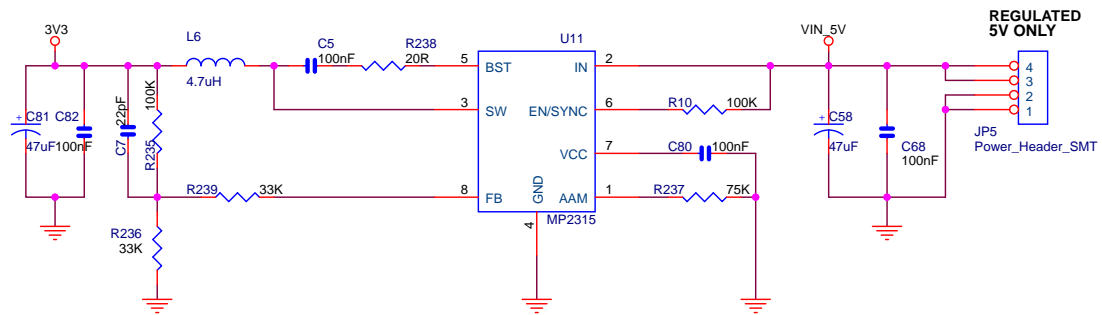 REGULATED
5V ONLY
3V3
L6
4.7uH
C5
100nF
R238
20R
U11
VIN_5V
5
BST
IN
2
3
SW
EN/SYNC
6
R10
100K
VCC
7
C80
100nF
8
FB
GND
4
AAM
1
R237
75K
MP2315
C81
47uF
C82
100nF
C7
22pF
R235
100K
R239
33K
R236
33K
C58
47uF
C68
100nF
4
3
2
1
JP5
Power_Header_SMT
+
+